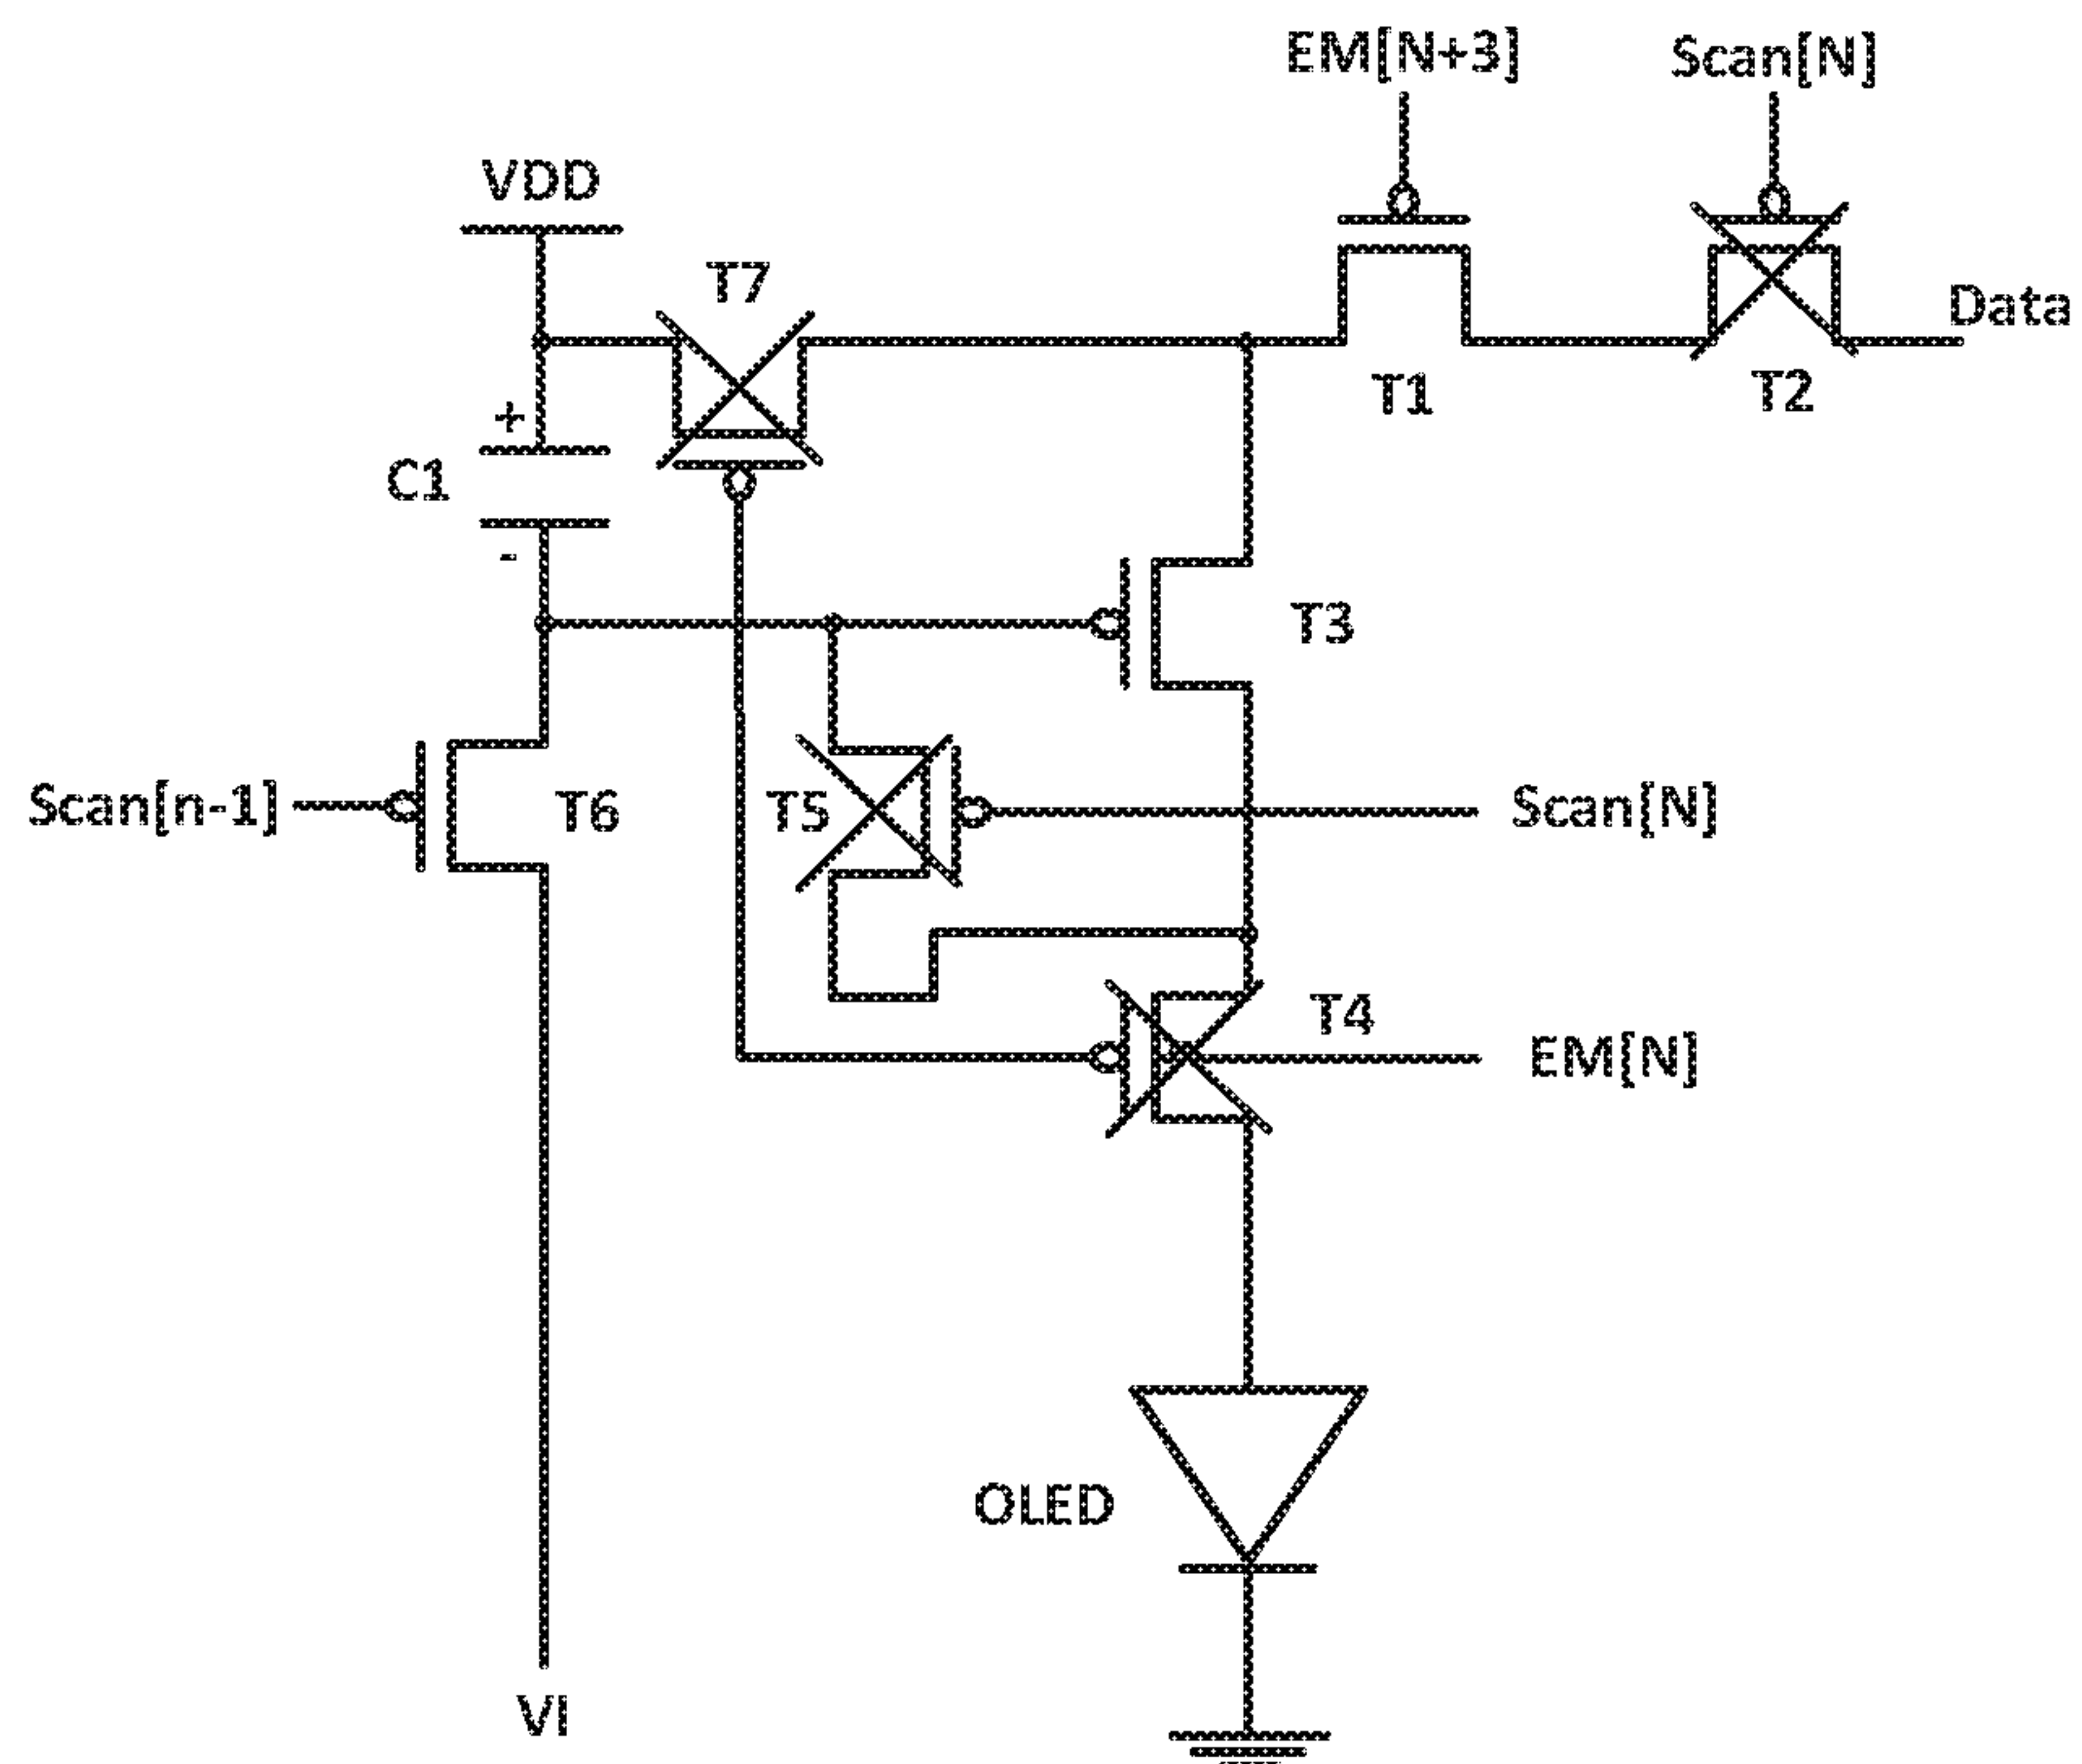 EM[N+3]
Scan[N]
VDD
T7
Data
T1
T2
+
C1
-
T3
Scan[n-1]
T6
T5
Scan[N]
T4
EM[N]
OLED
VI